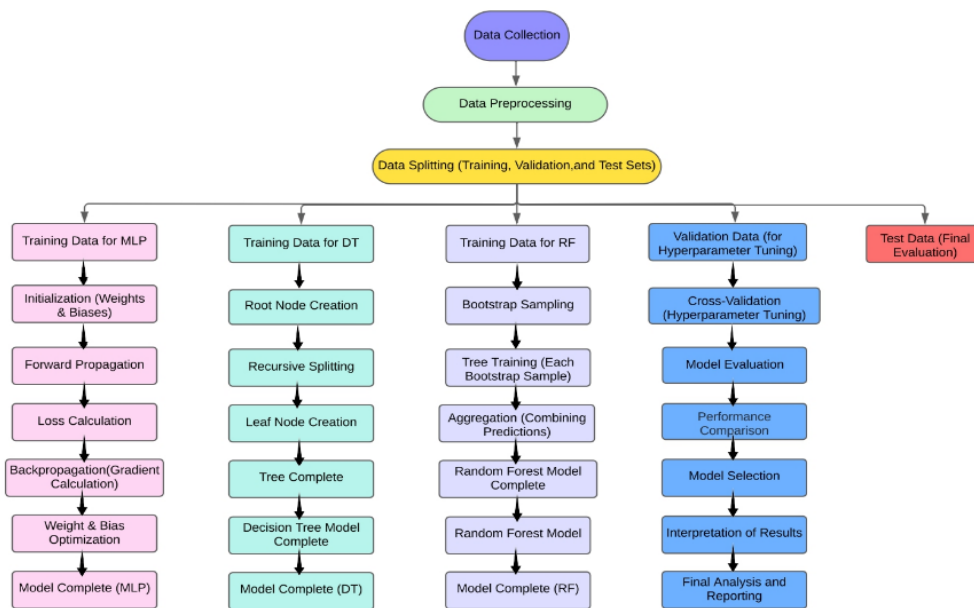 Data Collection
Data Preprocessing
Data Splitting (Training, Validation,and Test Sets)
Training Data for MLP
Initialization (Weights
& Biases)
Forward Propagation
Loss Calculation
Backpropagation(Gradient
Calculation)
Weight & Bias
Optimization
Model Complete (MLP)
Training Data for DT
Root Node Creation
Recursive Splitting
Leaf Node Creation
Tree Complete
Decision Tree Model
Complete
Model Complete (DT)
Training Data for RF
Bootstrap Sampling
Tree Training (Each
Bootstrap Sample)
Aggregation (Combining
Predictions)
Random Forest Model
Complete
Random Forest Model
Model Complete (RF)
Validation Data (for
Hyperparameter Tuning)
Cross-Validation
(Hyperparameter Tuning)
Model Evaluation
Performance
Comparison
Model Selection
Interpretation of Results
Final Analysis and
Reporting
Test Data (Final
Evaluation)